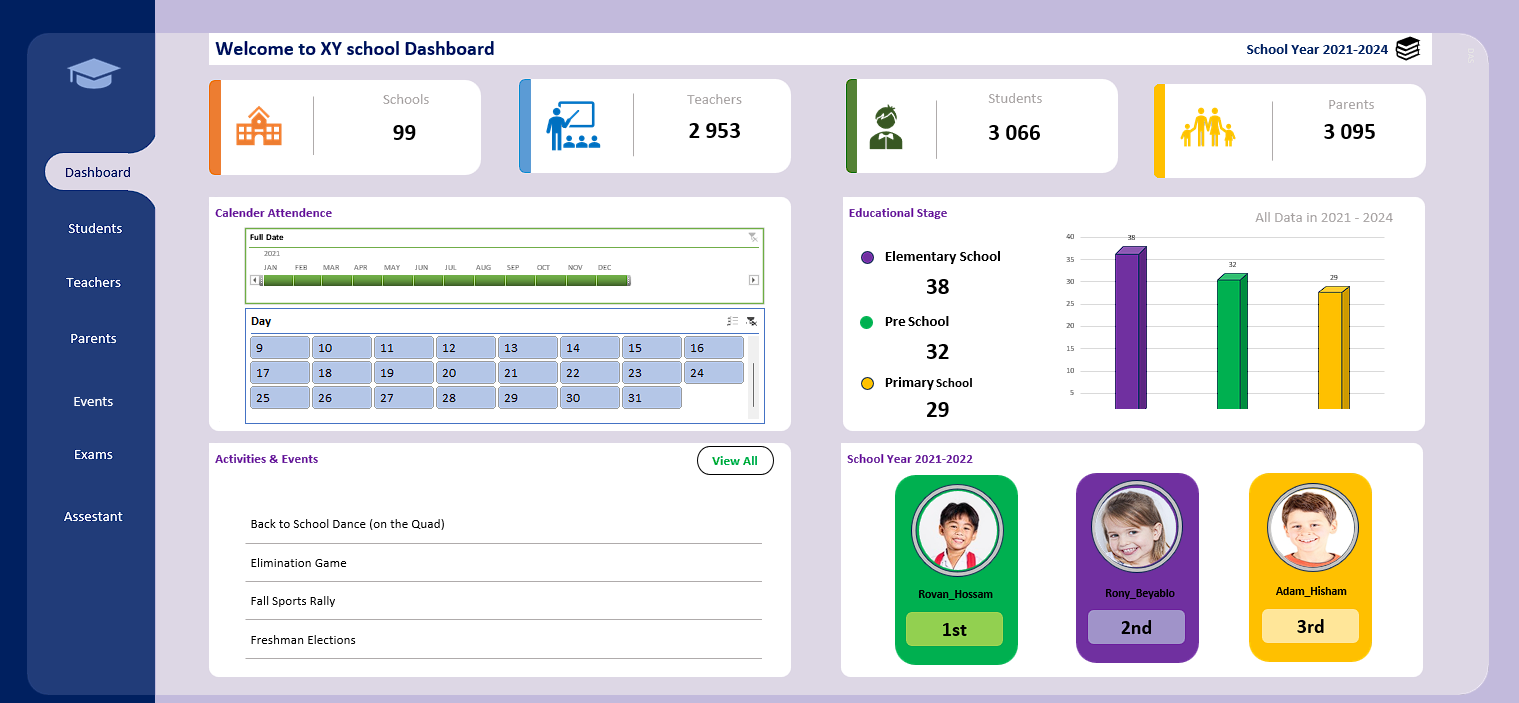 Welcome to XY school Dashboard
School Year 2021-2024
Schools
99
Teachers
2 953
Students
3 066
Parents
3 095
Dashboard
Students
Teachers
Parents
Events
Exams
Assestant
Calender Attendence
Full Date
2021
JAN FEB MAR APR MAY JUN JUL AUG SEP OCT NOV DEC
Day
9 10 11 12 13 14 15 16
17 18 19 20 21 22 23 24
25 26 27 28 29 30 31
Educational Stage
All Data in 2021 - 2024
Elementary School
38
Pre School
32
Primary School
29
40
35
30
25
20
15
10
5
38
32
29
Activities & Events
View All
Back to School Dance (on the Quad)
Elimination Game
Fall Sports Rally
Freshman Elections
School Year 2021-2022
Rovan_Hossam
1st
Rony_Beyablo
2nd
Adam_Hisham
3rd